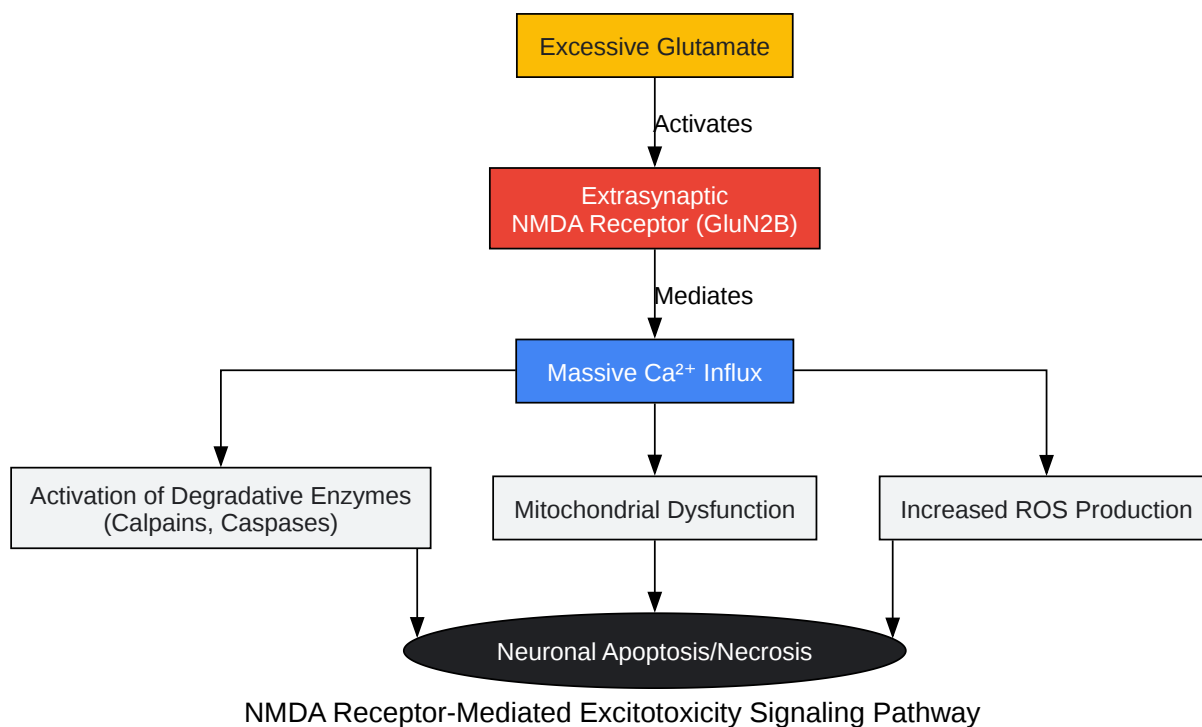 Excessive Glutamate
Activates
Extrasynaptic
NMDA Receptor (GluN2B)
Mediates
Massive Ca²⁺ Influx
Activation of Degradative Enzymes
(Calpains, Caspases)
Mitochondrial Dysfunction
Increased ROS Production
Neuronal Apoptosis/Necrosis
NMDA Receptor-Mediated Excitotoxicity Signaling Pathway